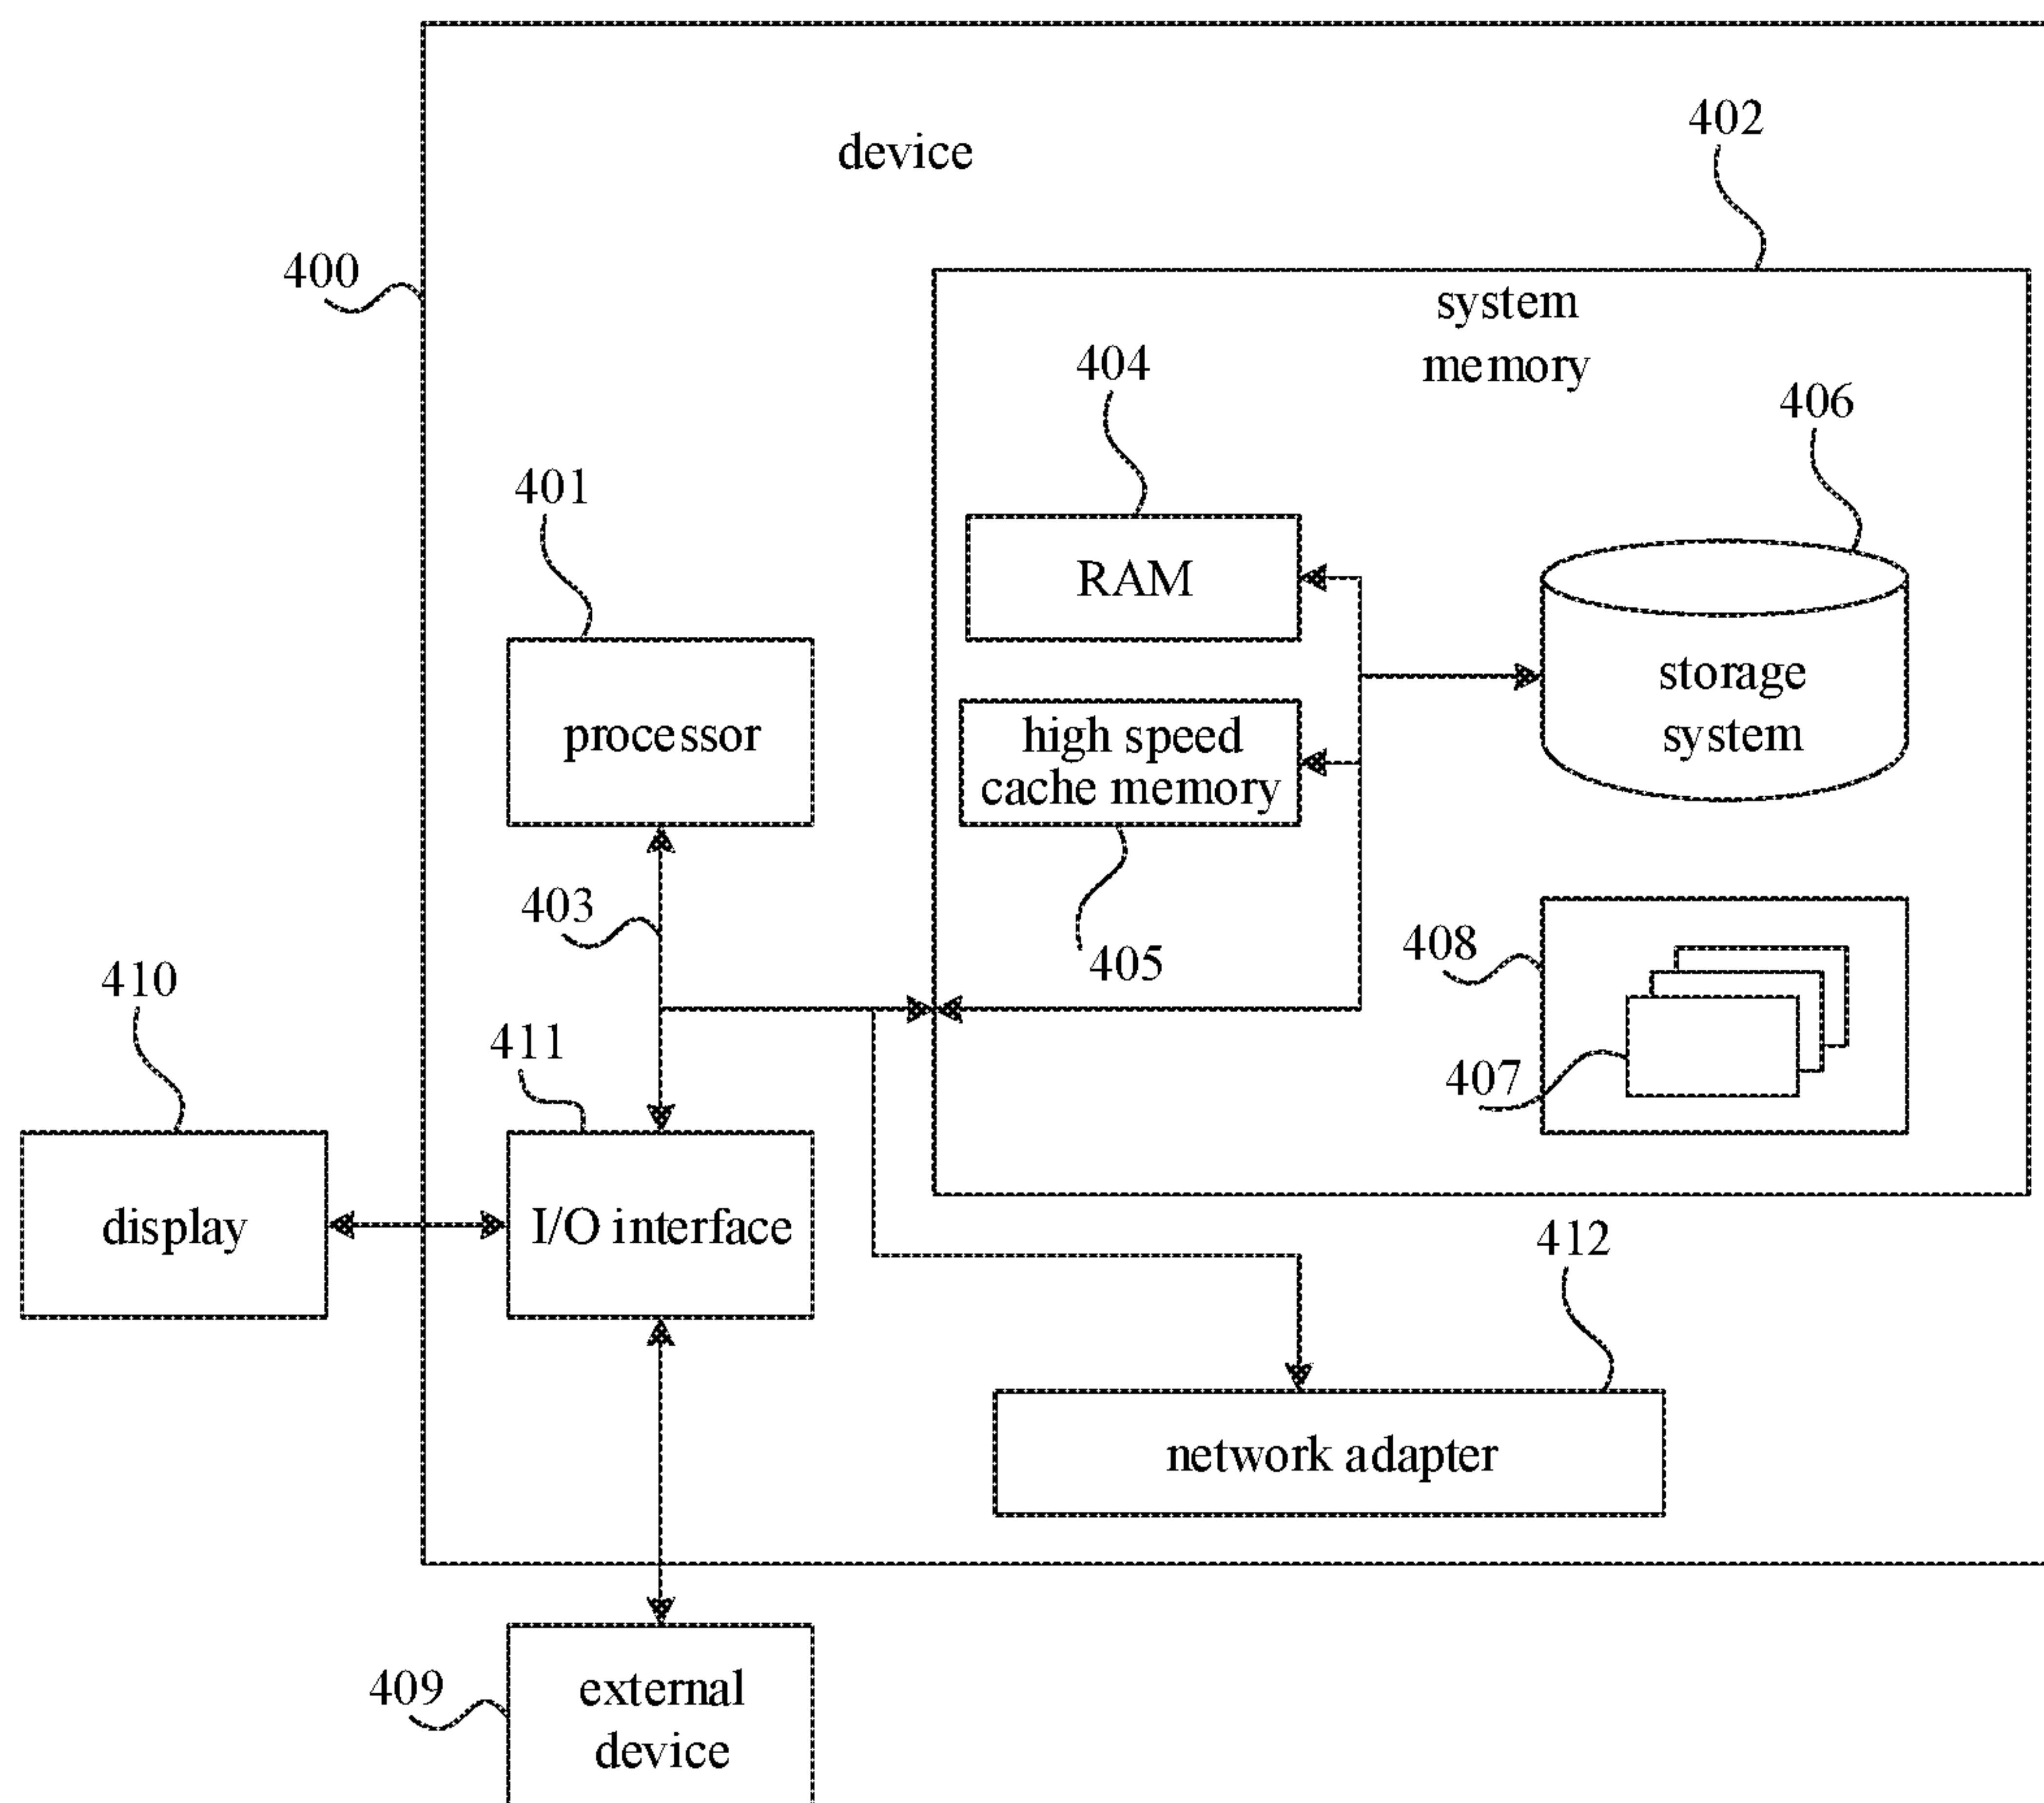 402
device
400
system
memory
404
406
401
RAM
storage
system
high speed
cache memory
processor
403
405
408
410
411
407
display
I/O interface
412
network adapter
409
external
device